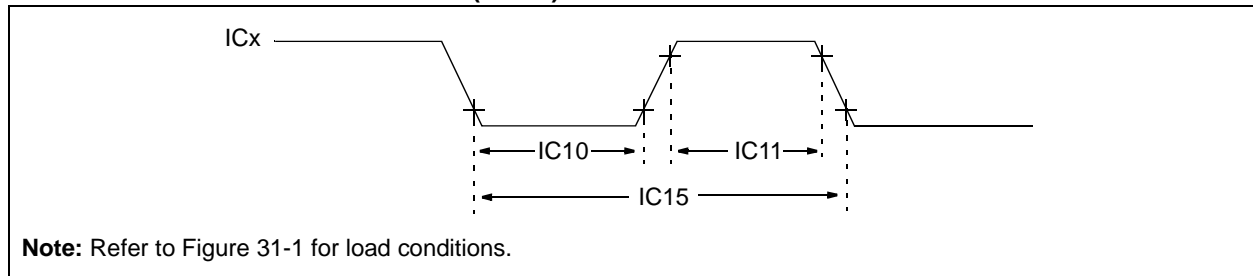 ICx
IC10
IC11
IC15
Note: Refer to Figure 31-1 for load conditions.